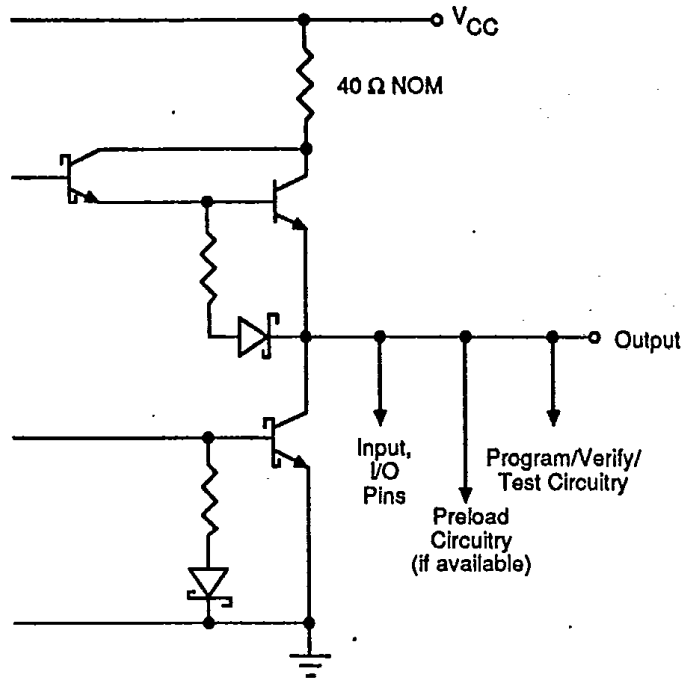 VCC
40 Ω NOM
Output
Input,
I/O
Pins
Program/Verify/
Test Circuitry
Preload
Circuitry
(if available)